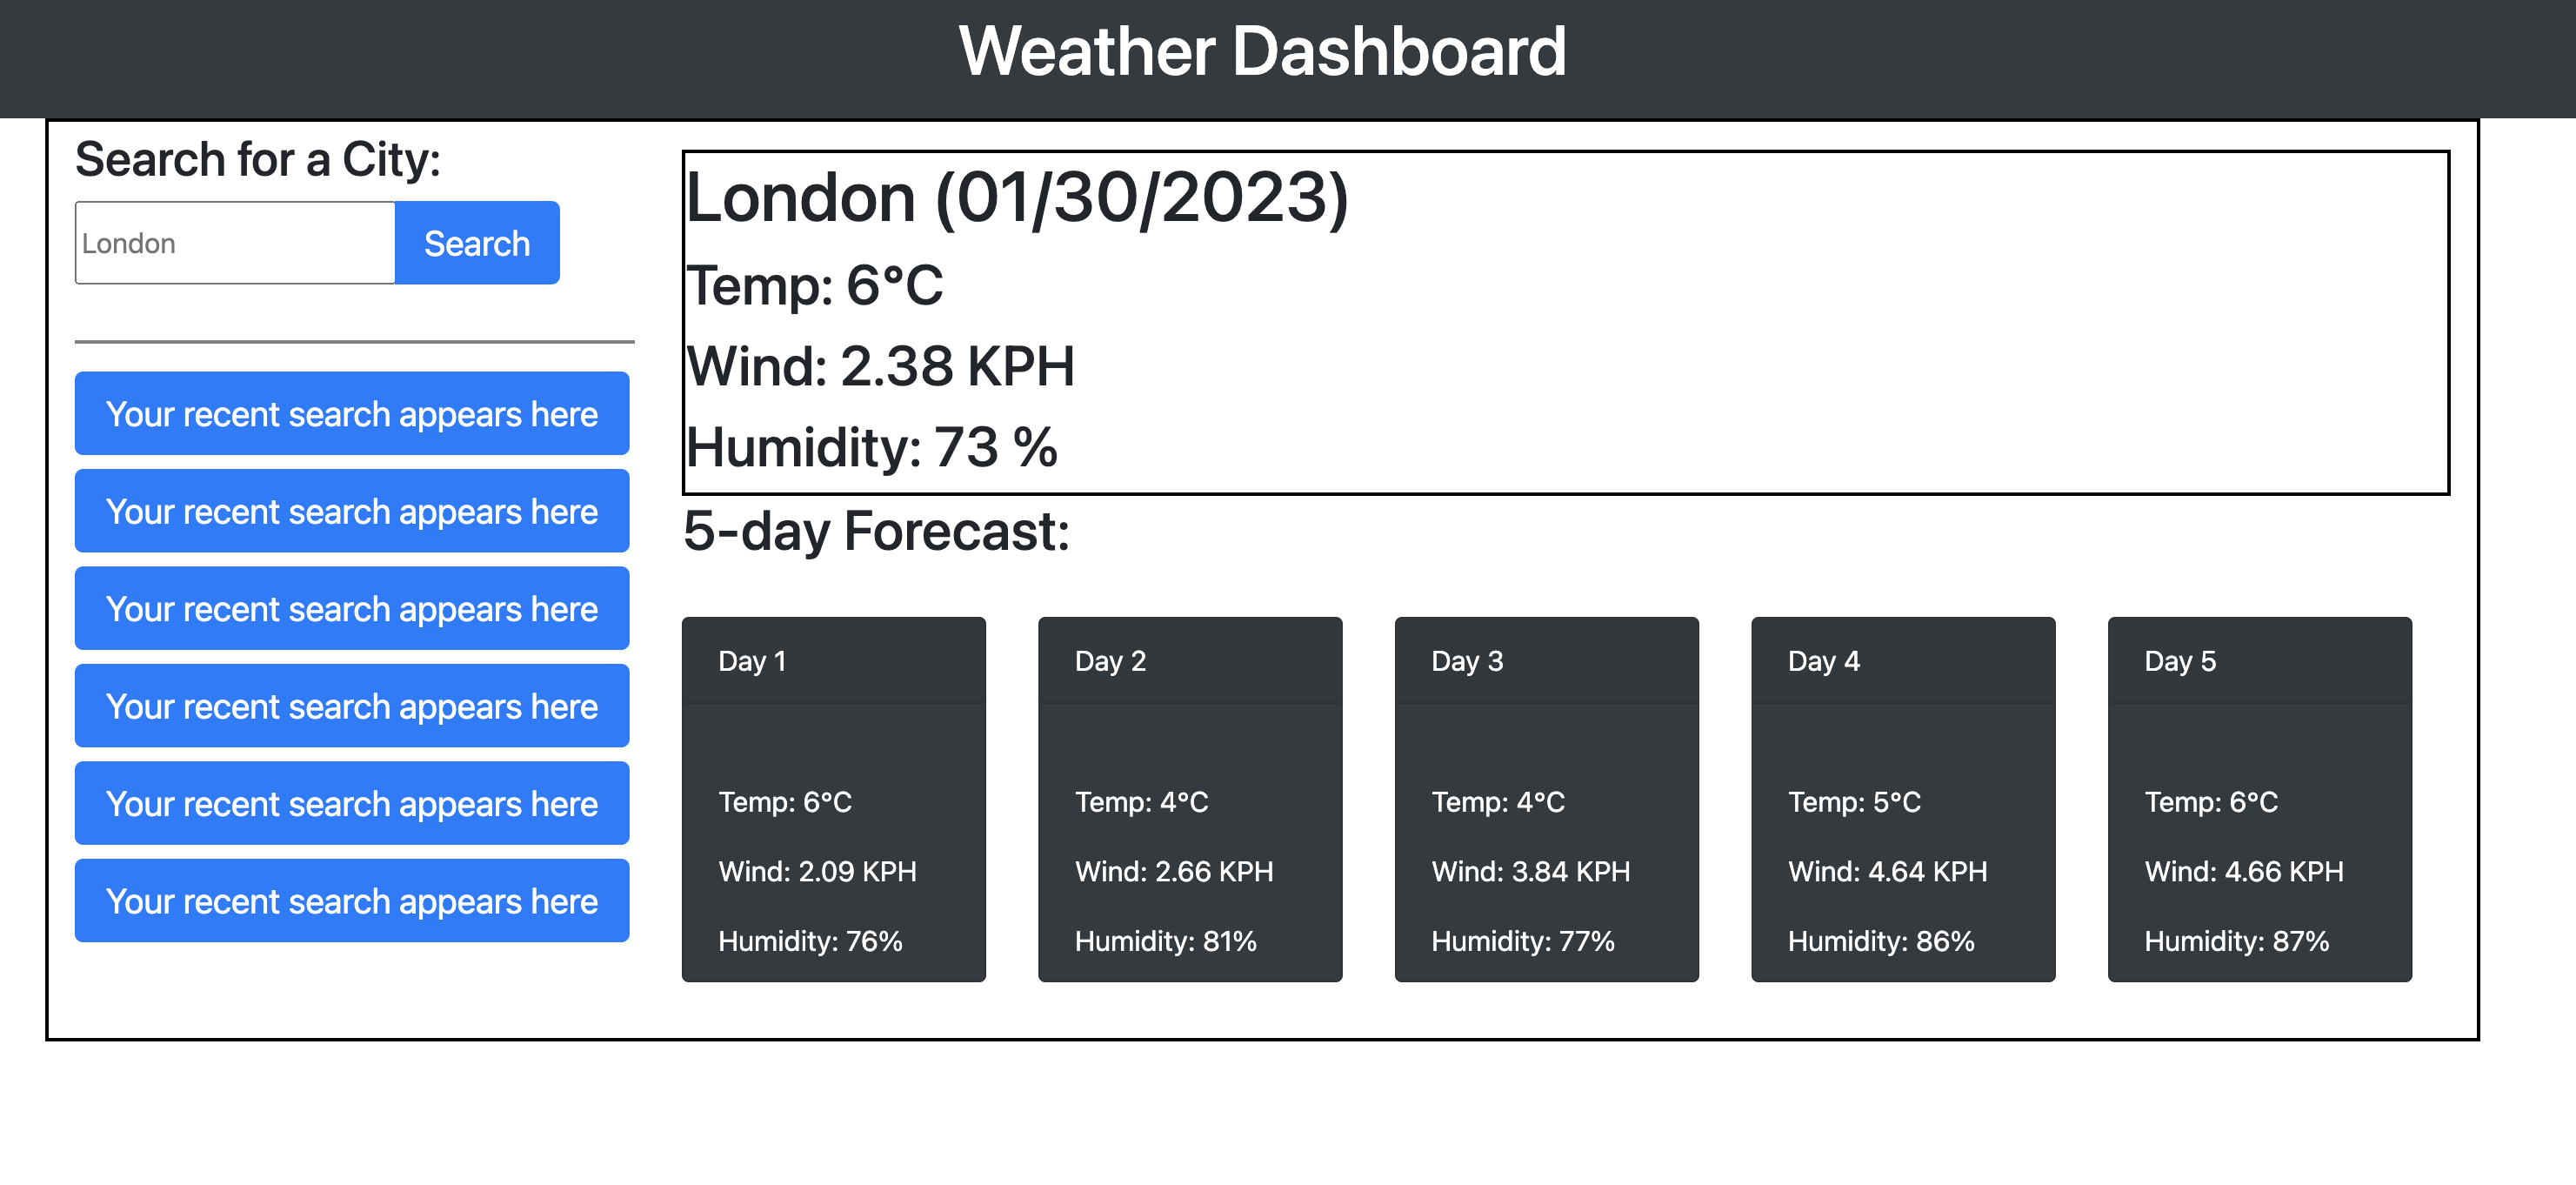 Weather Dashboard
Search for a City:
London
Search
Your recent search appears here
Your recent search appears here
Your recent search appears here
Your recent search appears here
Your recent search appears here
Your recent search appears here
London (01/30/2023)
Temp: 6°C
Wind: 2.38 KPH
Humidity: 73 %
5-day Forecast:
Day 1
Temp: 6°C
Wind: 2.09 KPH
Humidity: 76%
Day 2
Temp: 4°C
Wind: 2.66 KPH
Humidity: 81%
Day 3
Temp: 4°C
Wind: 3.84 KPH
Humidity: 77%
Day 4
Temp: 5°C
Wind: 4.64 KPH
Humidity: 86%
Day 5
Temp: 6°C
Wind: 4.66 KPH
Humidity: 87%